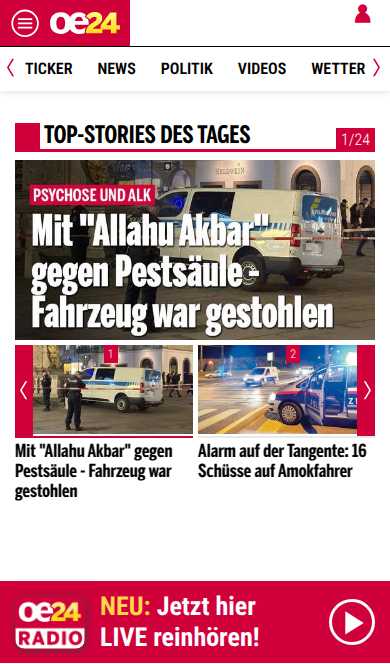 oe24
TICKER NEWS POLITIK VIDEOS WETTER
TOP-STORIES DES TAGES
1/24
PSYCHOSE UND ALK
Mit "Allahu Akbar"
gegen Pestsäule -
Fahrzeug war gestohlen
1
2
Mit "Allahu Akbar" gegen
Pestsäule - Fahrzeug war
gestohlen
Alarm auf der Tangente: 16
Schüsse auf Amokfahrer
oe24
RADIO
NEU: Jetzt hier
LIVE reinhören!